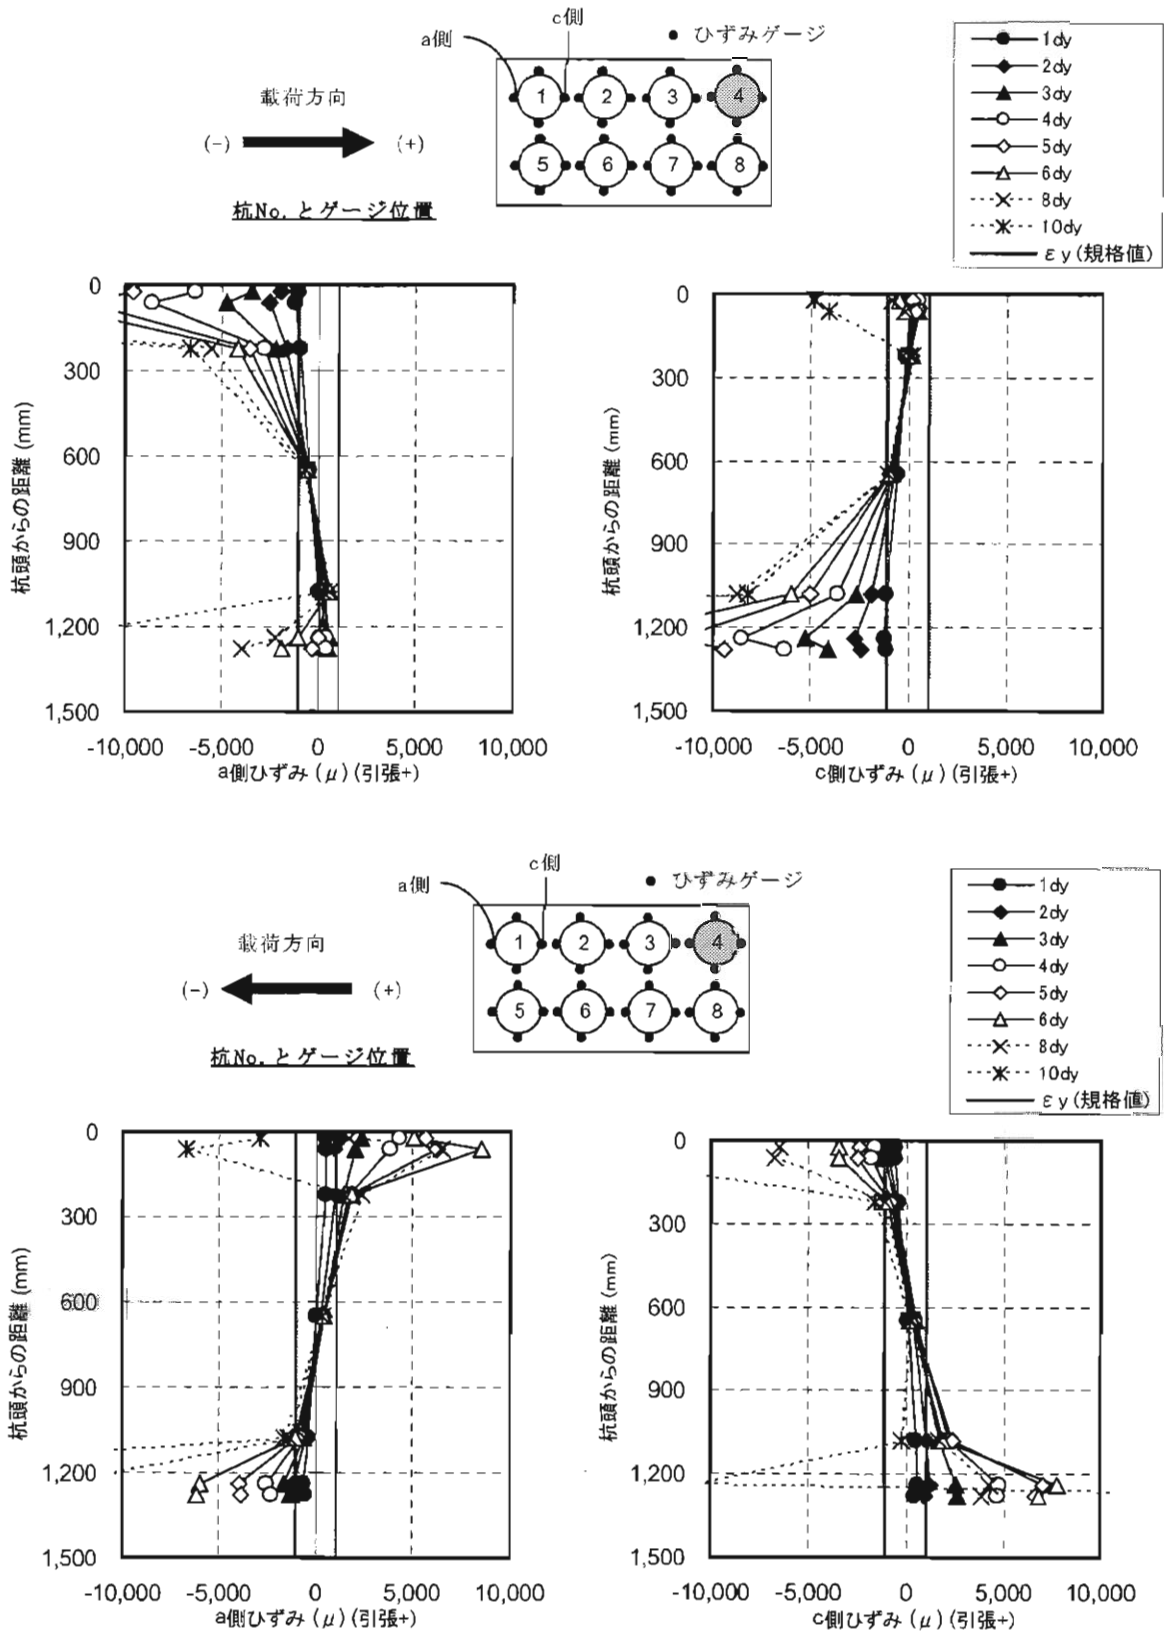 c側
a側
ひずみゲージ
載荷方向
(-)
(+)
1 2 3 4
5 6 7 8
杭No.とゲージ位置
1dy
2dy
3dy
4dy
5dy
6dy
8dy
10dy
εy(規格値)
杭頭からの距離 (mm)
0
300
600
900
1,200
1,500
-10,000 -5,000 0 5,000 10,000
a側ひずみ (μ) (引張+)
杭頭からの距離 (mm)
0
300
600
900
1,200
1,500
-10,000 -5,000 0 5,000 10,000
c側ひずみ (μ) (引張+)
c側
a側
ひずみゲージ
載荷方向
(-)
(+)
1 2 3 4
5 6 7 8
杭No.とゲージ位置
1dy
2dy
3dy
4dy
5dy
6dy
8dy
10dy
εy(規格値)
杭頭からの距離 (mm)
0
300
600
900
1,200
1,500
-10,000 -5,000 0 5,000 10,000
a側ひずみ (μ) (引張+)
杭頭からの距離 (mm)
0
300
600
900
1,200
1,500
-10,000 -5,000 0 5,000 10,000
c側ひずみ (μ) (引張+)